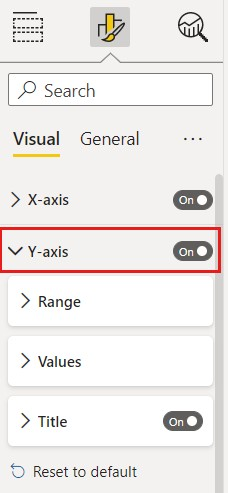 Search
Visual General ...
X-axis On
Y-axis On
Range
Values
Title On
Reset to default